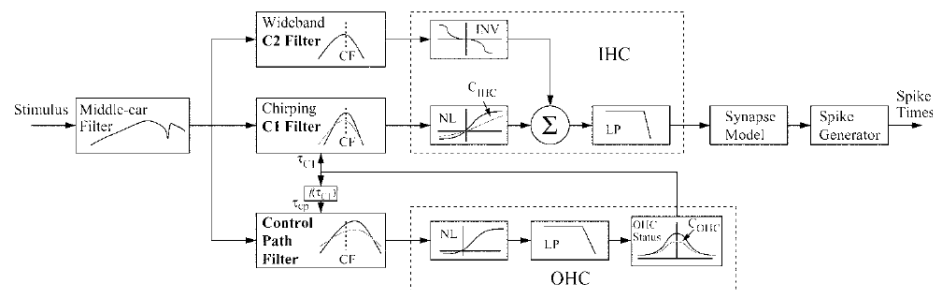 Wideband
C2 Filter
CF
INV
IHC
Stimulus
Middle-ear
Filter
Chirping
C1 Filter
CF
NL
C_IHC
Σ
LP
Synapse
Model
Spike
Generator
Spike
Times
τ_C1
f(τ_C1)
τ_cp
Control
Path
Filter
CF
NL
LP
OHC
Status
C_OHC
OHC